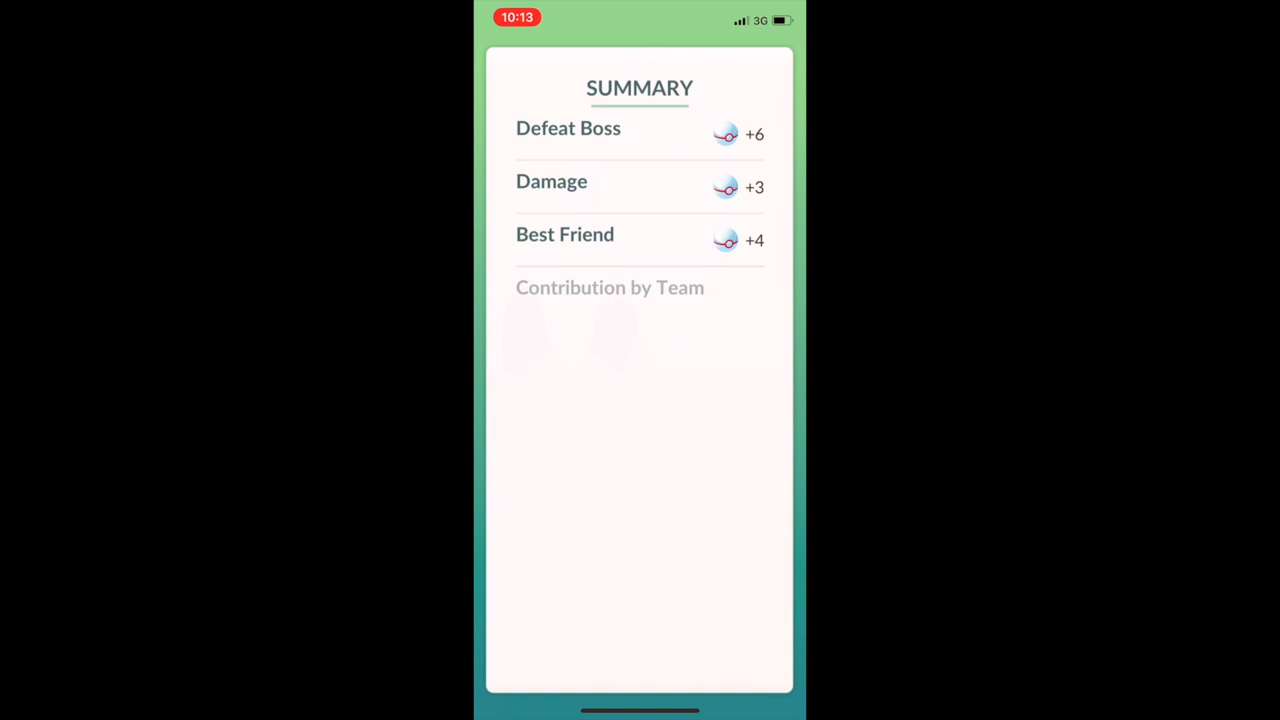 10:13
3G
SUMMARY
Defeat Boss
+6
Damage
+3
Best Friend
+4
Contribution by Team